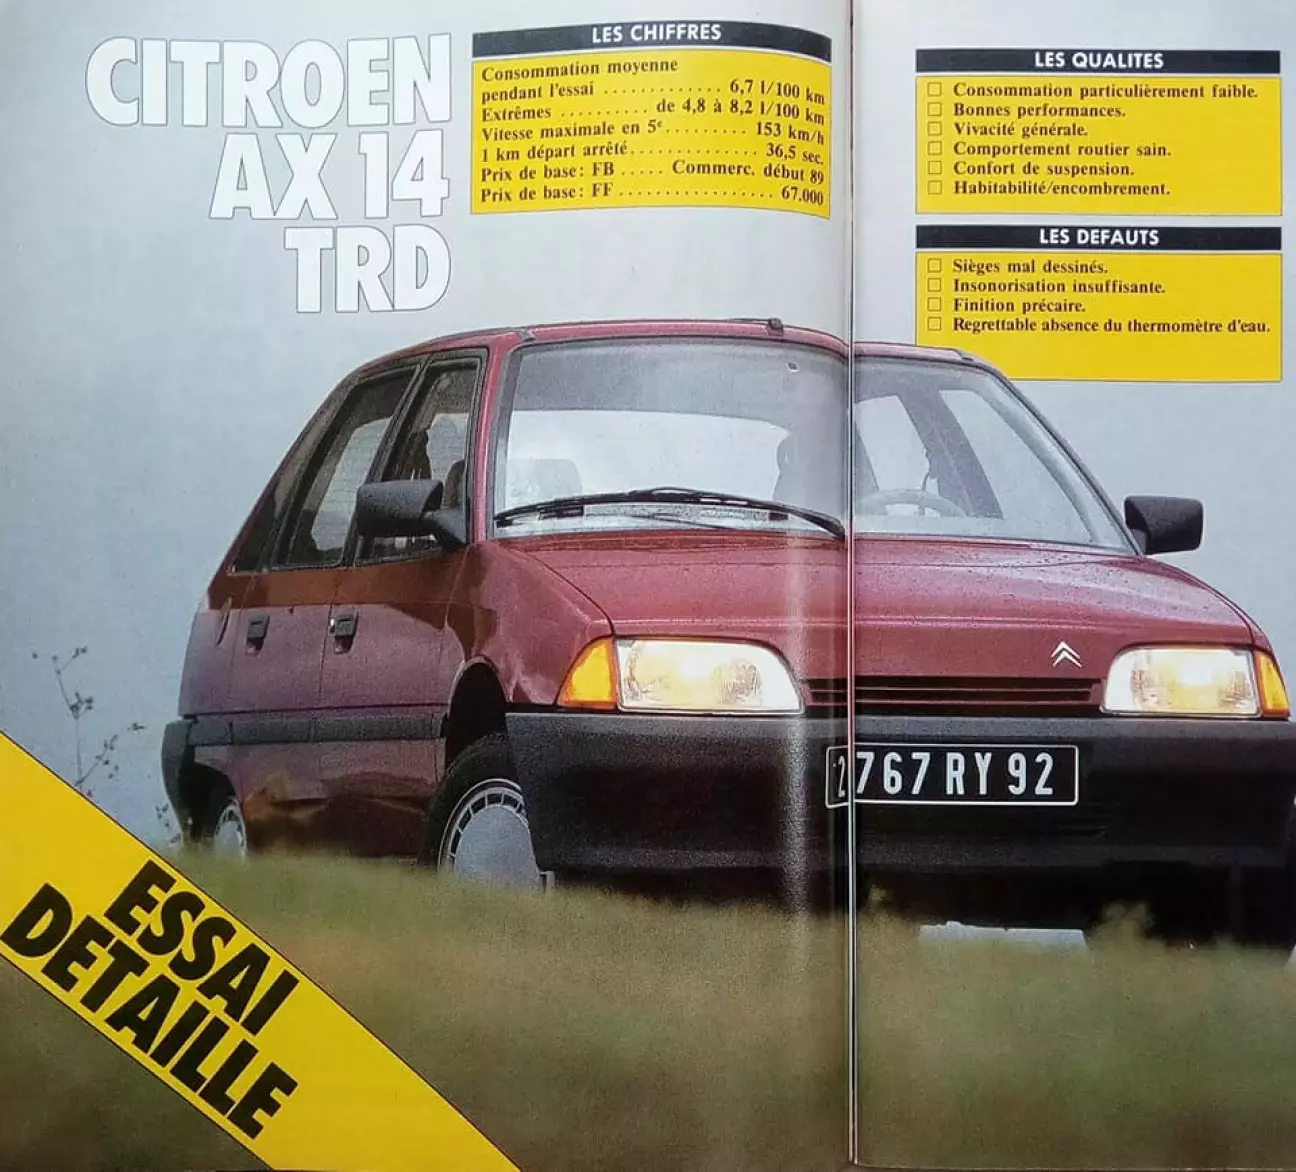 CITROEN
AX 14
TRD
LES CHIFFRES
Consommation moyenne
pendant l'essai ............. 6,7 l/100 km
Extrêmes .......... de 4,8 à 8,2 l/100 km
Vitesse maximale en 5e......... 153 km/h
1 km départ arrêté.............. 36,5 sec.
Prix de base: FB ..... Commerc. début 89
Prix de base: FF ................. 67.000
LES QUALITES
□ Consommation particulièrement faible.
□ Bonnes performances.
□ Vivacité générale.
□ Comportement routier sain.
□ Confort de suspension.
□ Habitabilité/encombrement.
LES DEFAUTS
□ Sièges mal dessinés.
□ Insonorisation insuffisante.
□ Finition précaire.
□ Regrettable absence du thermomètre d'eau.
2767 RY 92
ESSAI
DETAILLE